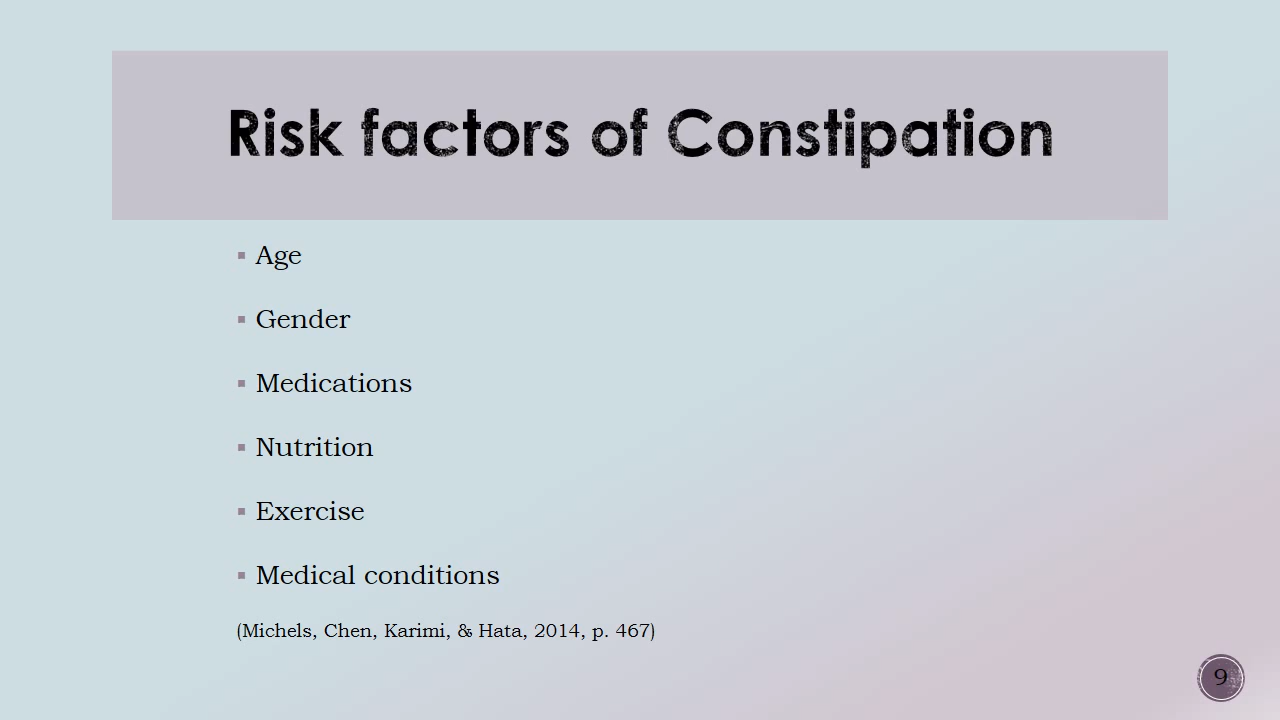 Risk factors of Constipation
▪ Age
▪ Gender
▪ Medications
▪ Nutrition
▪ Exercise
▪ Medical conditions
(Michels, Chen, Karimi, & Hata, 2014, p. 467)
9